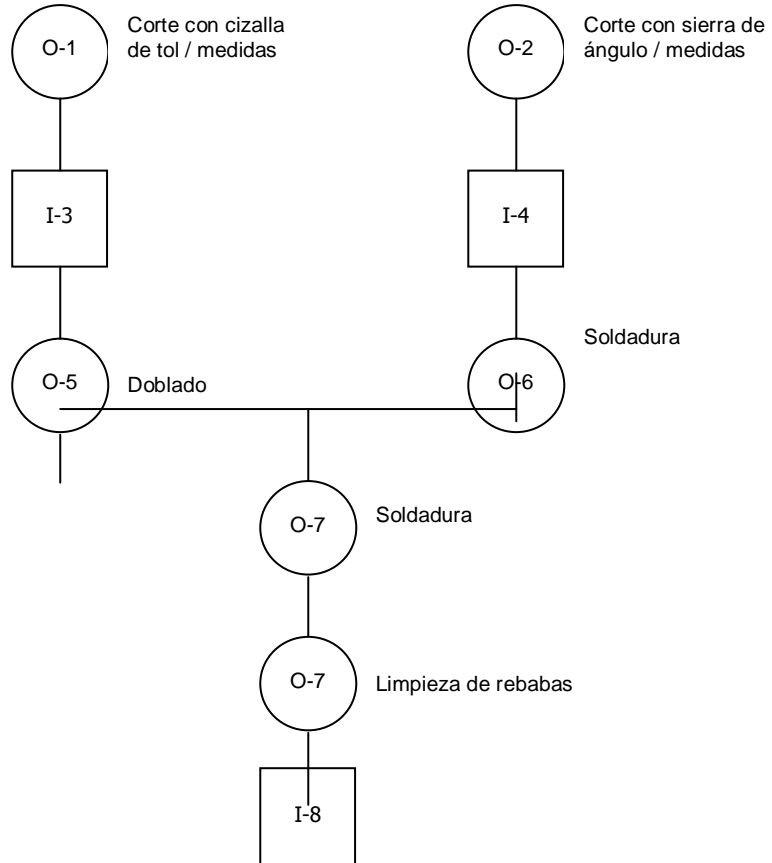 O-1
Corte con cizalla
de tol / medidas
O-2
Corte con sierra de
ángulo / medidas
I-3
I-4
Soldadura
O-5
Doblado
O-6
O-7
Soldadura
O-7
Limpieza de rebabas
I-8